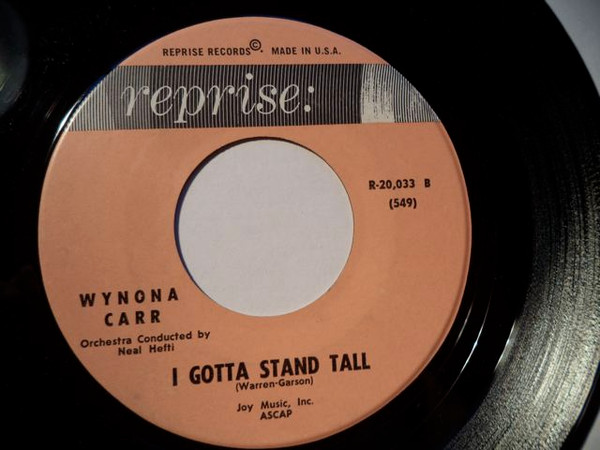 REPRISE RECORDS©. MADE IN U.S.A.
reprise:
R-20,033 B
(549)
WYNONA
CARR
Orchestra Conducted by
Neal Hefti
I GOTTA STAND TALL
(Warren-Garson)
Joy Music, Inc.
ASCAP